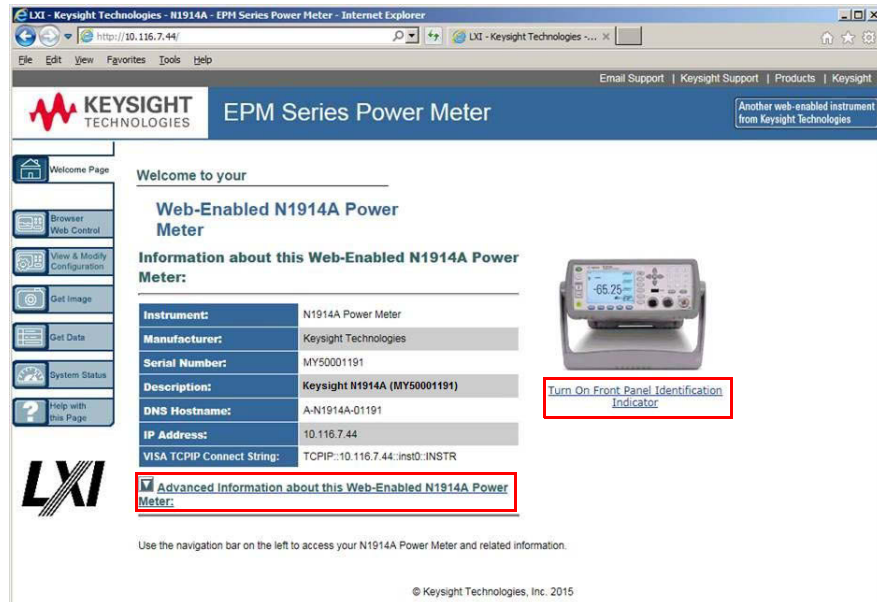 LXI - Keysight Technologies - N1914A - EPM Series Power Meter - Internet Explorer
http://10.116.7.44/
LXI - Keysight Technologies -...
File Edit View Favorites Tools Help
Email Support | Keysight Support | Products | Keysight
KEYSIGHT
TECHNOLOGIES
EPM Series Power Meter
Another web-enabled instrument
from Keysight Technologies
Welcome Page
Browser
Web Control
View & Modify
Configuration
Get Image
Get Data
System Status
Help with
this Page
LXI
Welcome to your
Web-Enabled N1914A Power
Meter
Information about this Web-Enabled N1914A Power
Meter:
Instrument: N1914A Power Meter
Manufacturer: Keysight Technologies
Serial Number: MY50001191
Description: Keysight N1914A (MY50001191)
DNS Hostname: A-N1914A-01191
IP Address: 10.116.7.44
VISA TCPIP Connect String: TCPIP::10.116.7.44::inst0::INSTR
Advanced Information about this Web-Enabled N1914A Power
Meter:
-65.25
Turn On Front Panel Identification
Indicator
Use the navigation bar on the left to access your N1914A Power Meter and related information.
© Keysight Technologies, Inc. 2015